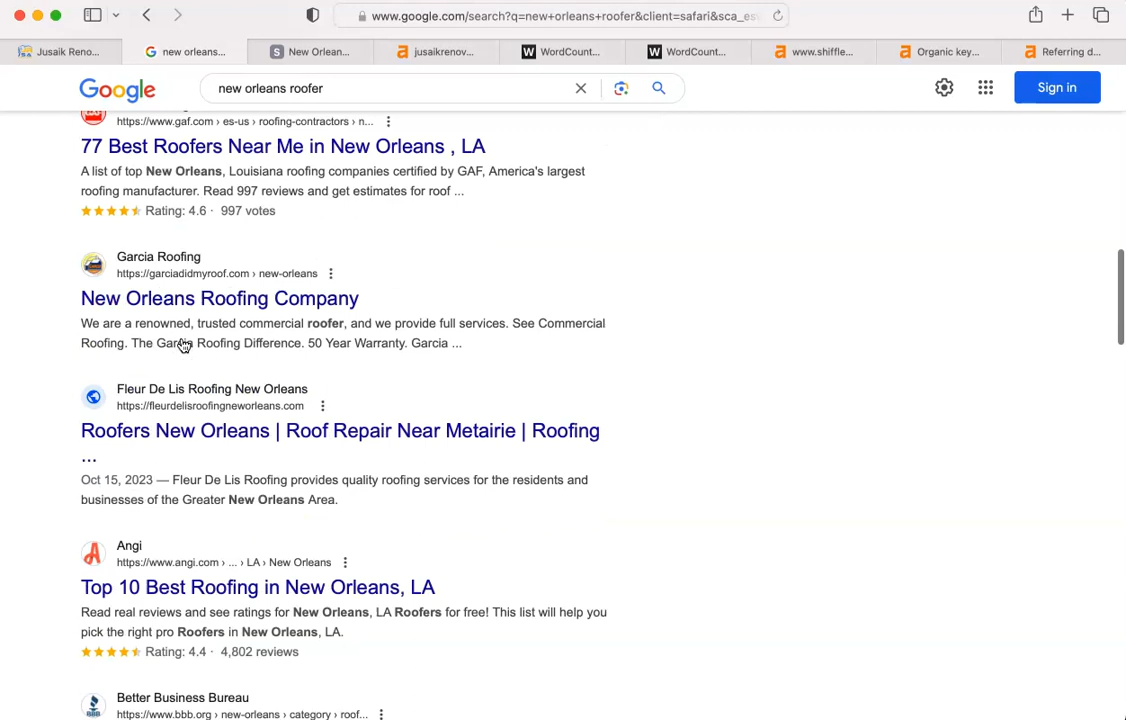 www.google.com/search?q=new+orleans+roofer&client=safari&sca_es
Jusaik Reno...
new orleans...
New Orlean...
jusaikrenov...
WordCount...
WordCount...
www.shiffle...
Organic key...
Referring d...
Google
new orleans roofer
Sign in
https://www.gaf.com › es-us › roofing-contractors › n...
77 Best Roofers Near Me in New Orleans , LA
A list of top New Orleans, Louisiana roofing companies certified by GAF, America's largest
roofing manufacturer. Read 997 reviews and get estimates for roof ...
Rating: 4.6 · 997 votes
Garcia Roofing
https://garciadidmyroof.com › new-orleans
New Orleans Roofing Company
We are a renowned, trusted commercial roofer, and we provide full services. See Commercial
Roofing. The Garcia Roofing Difference. 50 Year Warranty. Garcia ...
Fleur De Lis Roofing New Orleans
https://fleurdelisroofingneworleans.com
Roofers New Orleans | Roof Repair Near Metairie | Roofing
...
Oct 15, 2023 — Fleur De Lis Roofing provides quality roofing services for the residents and
businesses of the Greater New Orleans Area.
Angi
https://www.angi.com › ... › LA › New Orleans
Top 10 Best Roofing in New Orleans, LA
Read real reviews and see ratings for New Orleans, LA Roofers for free! This list will help you
pick the right pro Roofers in New Orleans, LA.
Rating: 4.4 · 4,802 reviews
Better Business Bureau
BBB
https://www.bbb.org › new-orleans › category › roof...